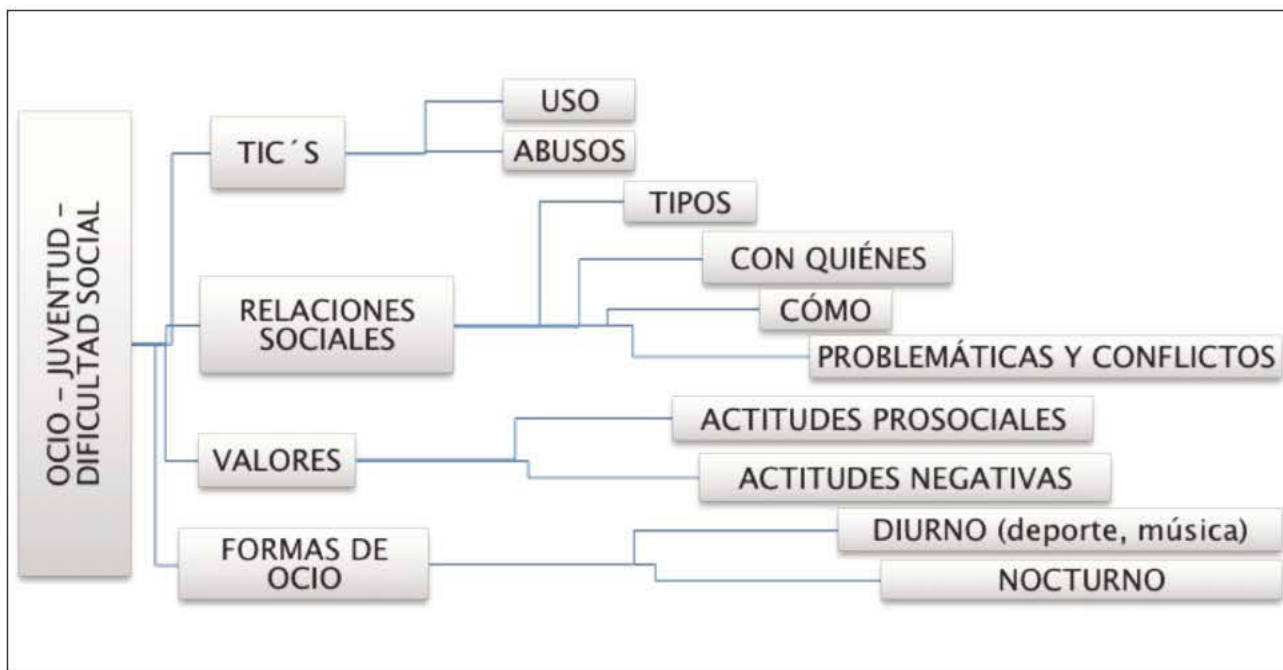 OCIO – JUVENTUD –
DIFICULTAD SOCIAL
TIC´S
USO
ABUSOS
RELACIONES
SOCIALES
TIPOS
CON QUIÉNES
CÓMO
PROBLEMÁTICAS Y CONFLICTOS
VALORES
ACTITUDES PROSOCIALES
ACTITUDES NEGATIVAS
FORMAS DE
OCIO
DIURNO (deporte, música)
NOCTURNO